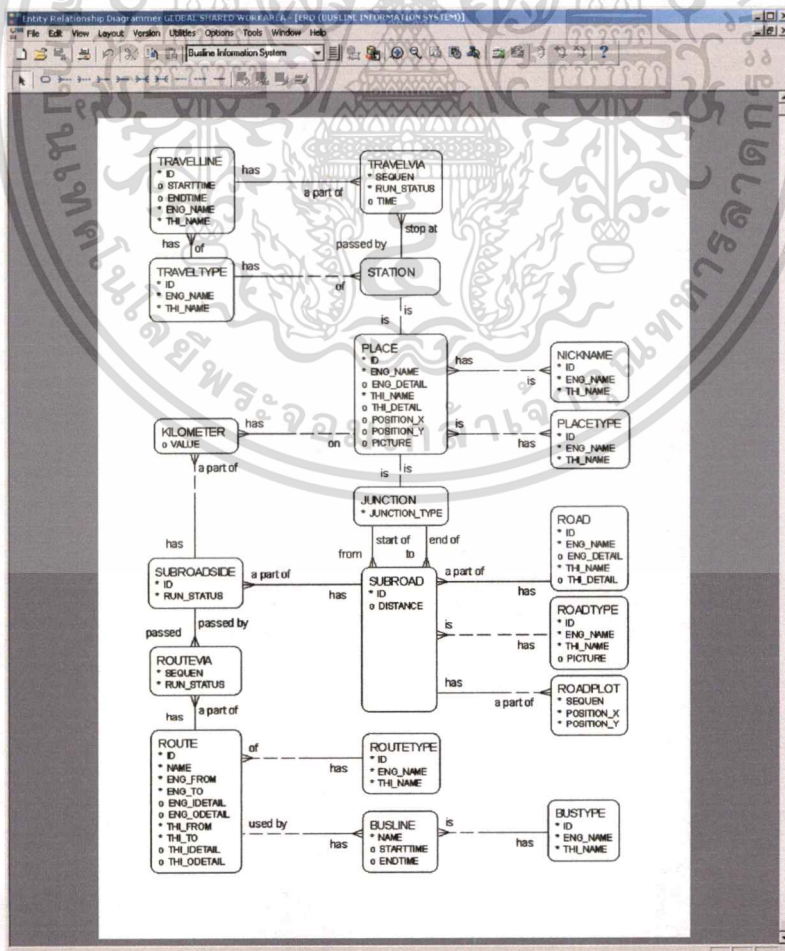 Entity Relationship Diagrammer GLOBAL SHARED WORKAREA - [ERD (BUSLINE INFORMATION SYSTEM)]
File Edit View Layout Version Utilities Options Tools Window Help
Busline Information System
TRAVELLINE
* ID
o STARTTIME
o ENDTIME
* ENG_NAME
* THI_NAME
has
a part of
TRAVELVIA
* SEQUEN
* RUN_STATUS
o TIME
has
of
stop at
passed by
TRAVELTYPE
* ID
* ENG_NAME
* THI_NAME
has
of
STATION
is
is
PLACE
* ID
* ENG_NAME
o ENG_DETAIL
* THI_NAME
o THI_DETAIL
o POSITION_X
o POSITION_Y
o PICTURE
has
is
NICKNAME
* ID
* ENG_NAME
* THI_NAME
is
has
PLACETYPE
* ID
* ENG_NAME
* THI_NAME
KILOMETER
o VALUE
has
on
a part of
has
is
is
JUNCTION
* JUNCTION_TYPE
start of
from
end of
to
SUBROADSIDE
* ID
* RUN_STATUS
a part of
has
SUBROAD
* ID
o DISTANCE
a part of
has
ROAD
* ID
* ENG_NAME
o ENG_DETAIL
* THI_NAME
o THI_DETAIL
is
has
ROADTYPE
* ID
* ENG_NAME
* THI_NAME
o PICTURE
has
a part of
ROADPLOT
* SEQUEN
* POSITION_X
* POSITION_Y
passed by
passed
ROUTEVIA
* SEQUEN
* RUN_STATUS
a part of
has
ROUTE
* ID
* NAME
* ENG_FROM
* ENG_TO
o ENG_IDETAIL
o ENG_ODETAIL
* THI_FROM
* THI_TO
o THI_IDETAIL
o THI_ODETAIL
of
has
ROUTETYPE
* ID
* ENG_NAME
* THI_NAME
used by
has
BUSLINE
* NAME
o STARTTIME
o ENDTIME
is
has
BUSTYPE
* ID
* ENG_NAME
* THI_NAME